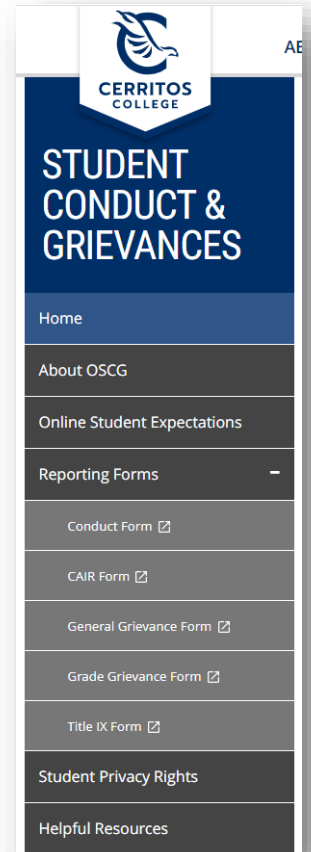 AB
CERRITOS
COLLEGE
STUDENT
CONDUCT &
GRIEVANCES
Home
About OSCG
Online Student Expectations
Reporting Forms
Conduct Form
CAIR Form
General Grievance Form
Grade Grievance Form
Title IX Form
Student Privacy Rights
Helpful Resources